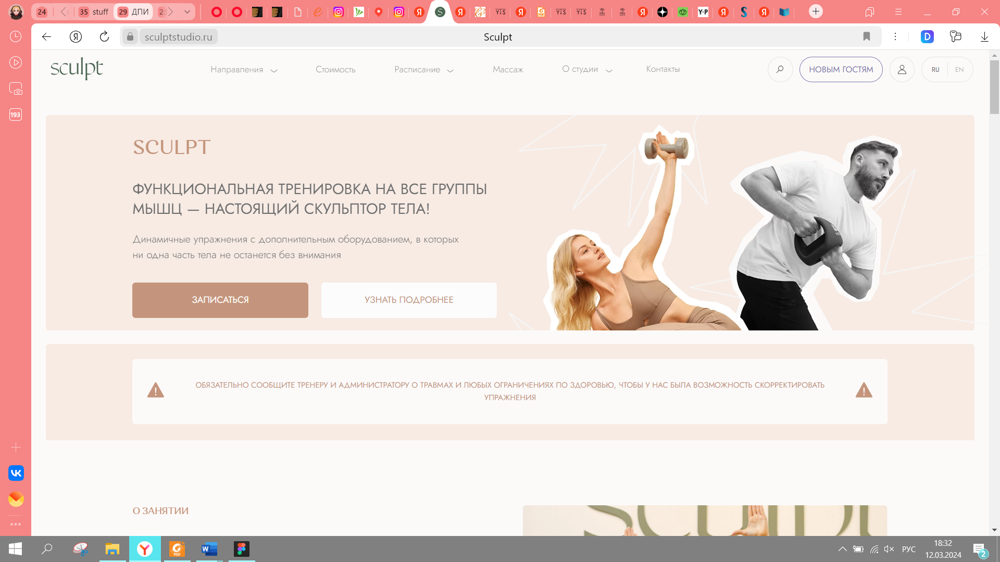 24
35 stuff
29 ДПИ
23
sculptstudio.ru
Sculpt
193
sculpt
Направления
Стоимость
Расписание
Массаж
О студии
Контакты
НОВЫМ ГОСТЯМ
RU
EN
SCULPT
ФУНКЦИОНАЛЬНАЯ ТРЕНИРОВКА НА ВСЕ ГРУППЫ
МЫШЦ — НАСТОЯЩИЙ СКУЛЬПТОР ТЕЛА!
Динамичные упражнения с дополнительным оборудованием, в которых
ни одна часть тела не останется без внимания
ЗАПИСАТЬСЯ
УЗНАТЬ ПОДРОБНЕЕ
ОБЯЗАТЕЛЬНО СООБЩИТЕ ТРЕНЕРУ И АДМИНИСТРАТОРУ О ТРАВМАХ И ЛЮБЫХ ОГРАНИЧЕНИЯХ ПО ЗДОРОВЬЮ, ЧТОБЫ У НАС БЫЛА ВОЗМОЖНОСТЬ СКОРРЕКТИРОВАТЬ
УПРАЖНЕНИЯ
О ЗАНЯТИИ
РУС
18:32
12.03.2024
2